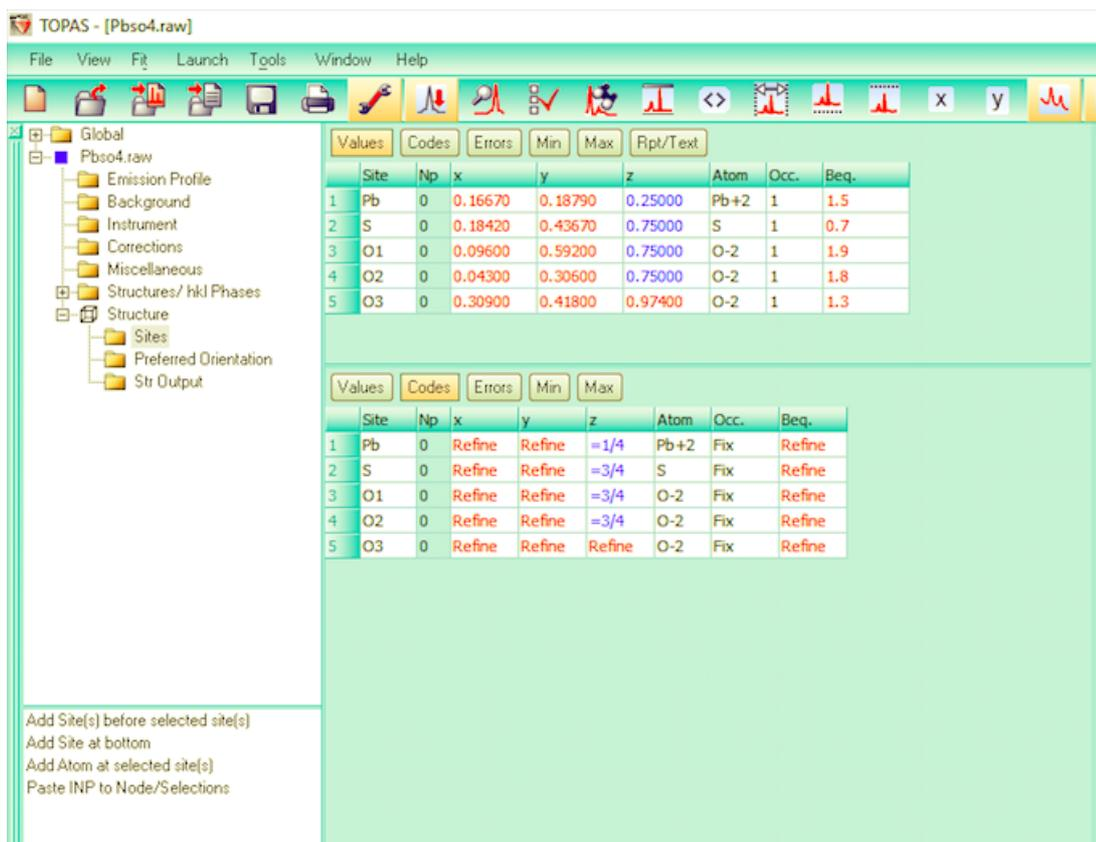 TOPAS - [Pbso4.raw]
File View Fit Launch Tools Window Help
<> x y
Global
Pbso4.raw
Emission Profile
Background
Instrument
Corrections
Miscellaneous
Structures/ hkl Phases
Structure
Sites
Preferred Orientation
Str Output
Add Site(s) before selected site(s)
Add Site at bottom
Add Atom at selected site(s)
Paste INP to Node/Selections
Values Codes Errors Min Max Rpt/Text
Site Np x y z Atom Occ. Beq.
1 Pb 0 0.16670 0.18790 0.25000 Pb+2 1 1.5
2 S 0 0.18420 0.43670 0.75000 S 1 0.7
3 O1 0 0.09600 0.59200 0.75000 O-2 1 1.9
4 O2 0 0.04300 0.30600 0.75000 O-2 1 1.8
5 O3 0 0.30900 0.41800 0.97400 O-2 1 1.3
Values Codes Errors Min Max
Site Np x y z Atom Occ. Beq.
1 Pb 0 Refine Refine =1/4 Pb+2 Fix Refine
2 S 0 Refine Refine =3/4 S Fix Refine
3 O1 0 Refine Refine =3/4 O-2 Fix Refine
4 O2 0 Refine Refine =3/4 O-2 Fix Refine
5 O3 0 Refine Refine Refine O-2 Fix Refine